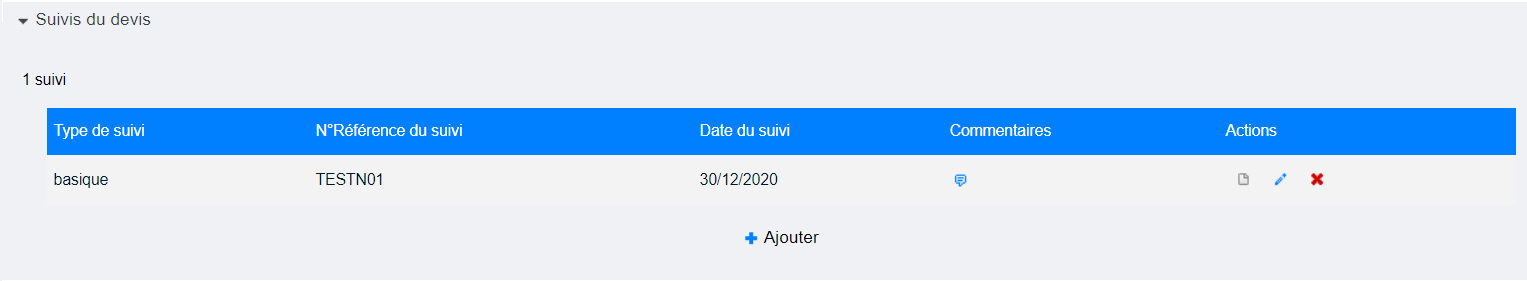 Suivis du devis
1 suivi
Type de suivi N°Référence du suivi Date du suivi Commentaires Actions
basique TESTN01 30/12/2020
Ajouter